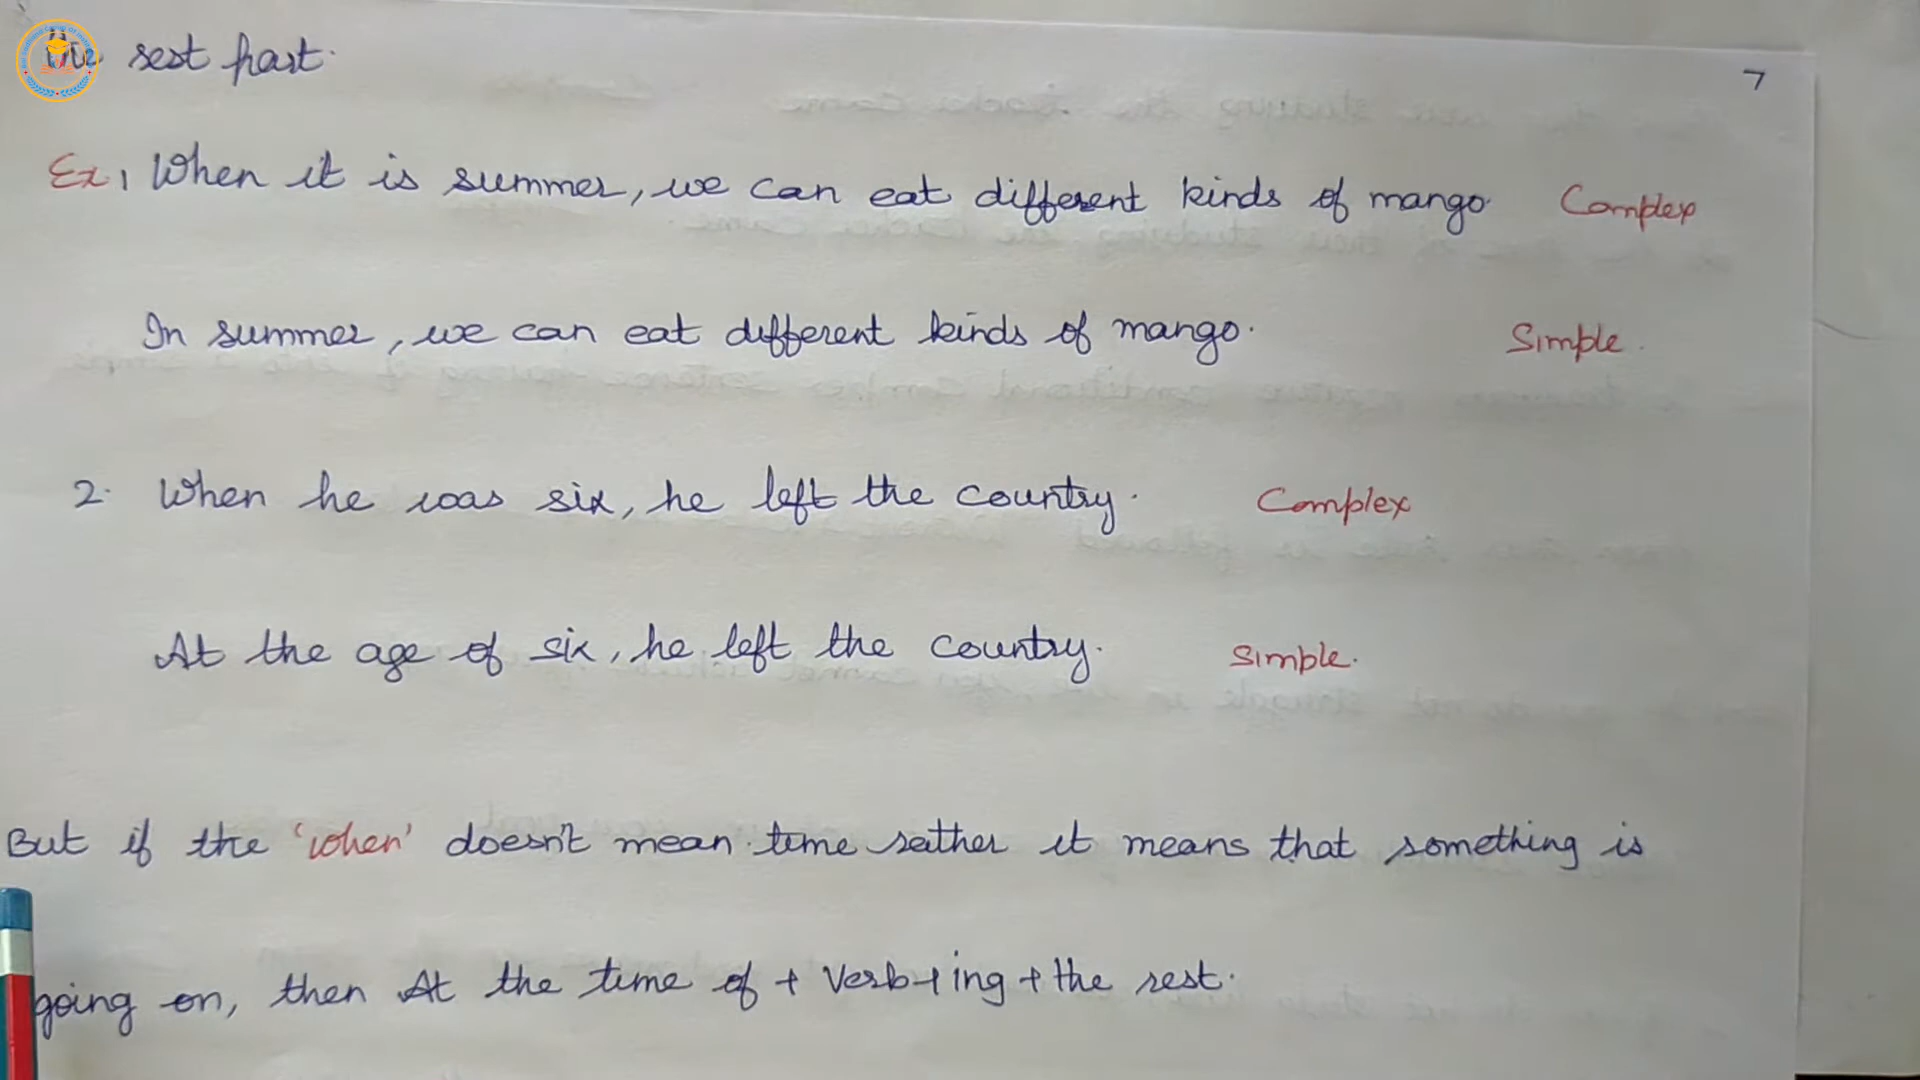 the rest part.
7
Ex, 1 When it is summer, we can eat different kinds of mango. Complex
In summer, we can eat different kinds of mango. Simple.
2. When he was six, he left the country. Complex
At the age of six, he left the country. Simple.
But if the 'when' doesn't mean time rather it means that something is
going on, then At the time of + Verb + ing + the rest.